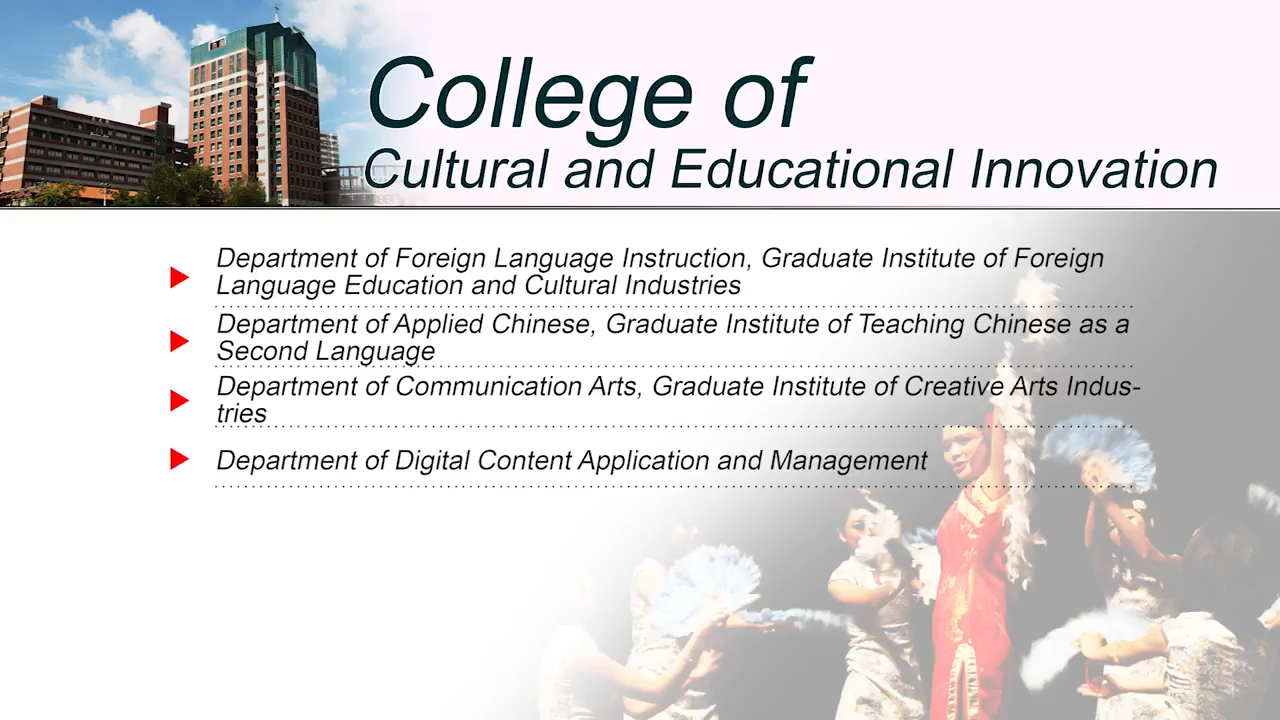 College of
Cultural and Educational Innovation
Department of Foreign Language Instruction, Graduate Institute of Foreign
Language Education and Cultural Industries
Department of Applied Chinese, Graduate Institute of Teaching Chinese as a
Second Language
Department of Communication Arts, Graduate Institute of Creative Arts Indus-
tries
Department of Digital Content Application and Management